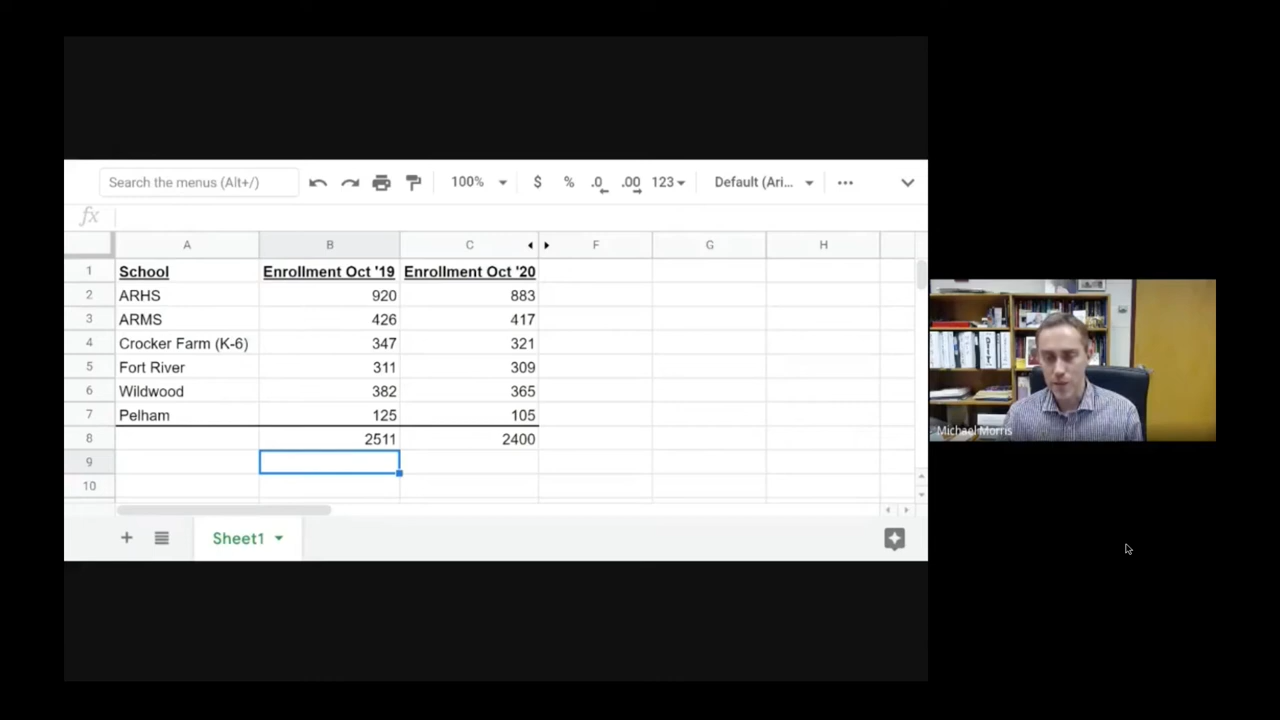 Search the menus (Alt+/) 100% $ % .0 .00 123 Default (Ari... ...
fx
A B C F G H
1 School Enrollment Oct '19 Enrollment Oct '20
2 ARHS 920 883
3 ARMS 426 417
4 Crocker Farm (K-6) 347 321
5 Fort River 311 309
6 Wildwood 382 365
7 Pelham 125 105
8 2511 2400
9
10
Sheet1
Michael Morris